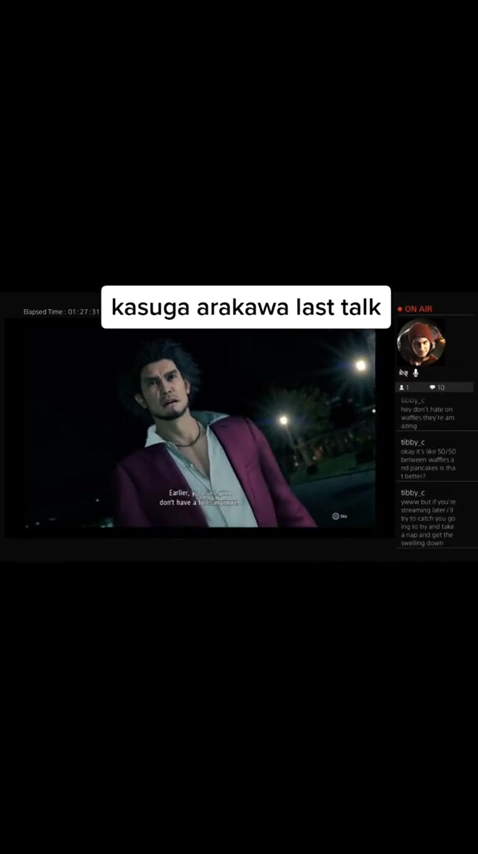 kasuga arakawa last talk
Elapsed Time : 01:27:31
ON AIR
1 10
tibby_c
hey don't hate on
waffles they're am
azing
tibby_c
okay it's like 50/50
between waffles a
nd pancakes is tha
t better?
tibby_c
ywww but if you're
streaming later i'll
try to catch you go
ing to try and take
a nap and get the
swelling down
Earlier,
don't have a